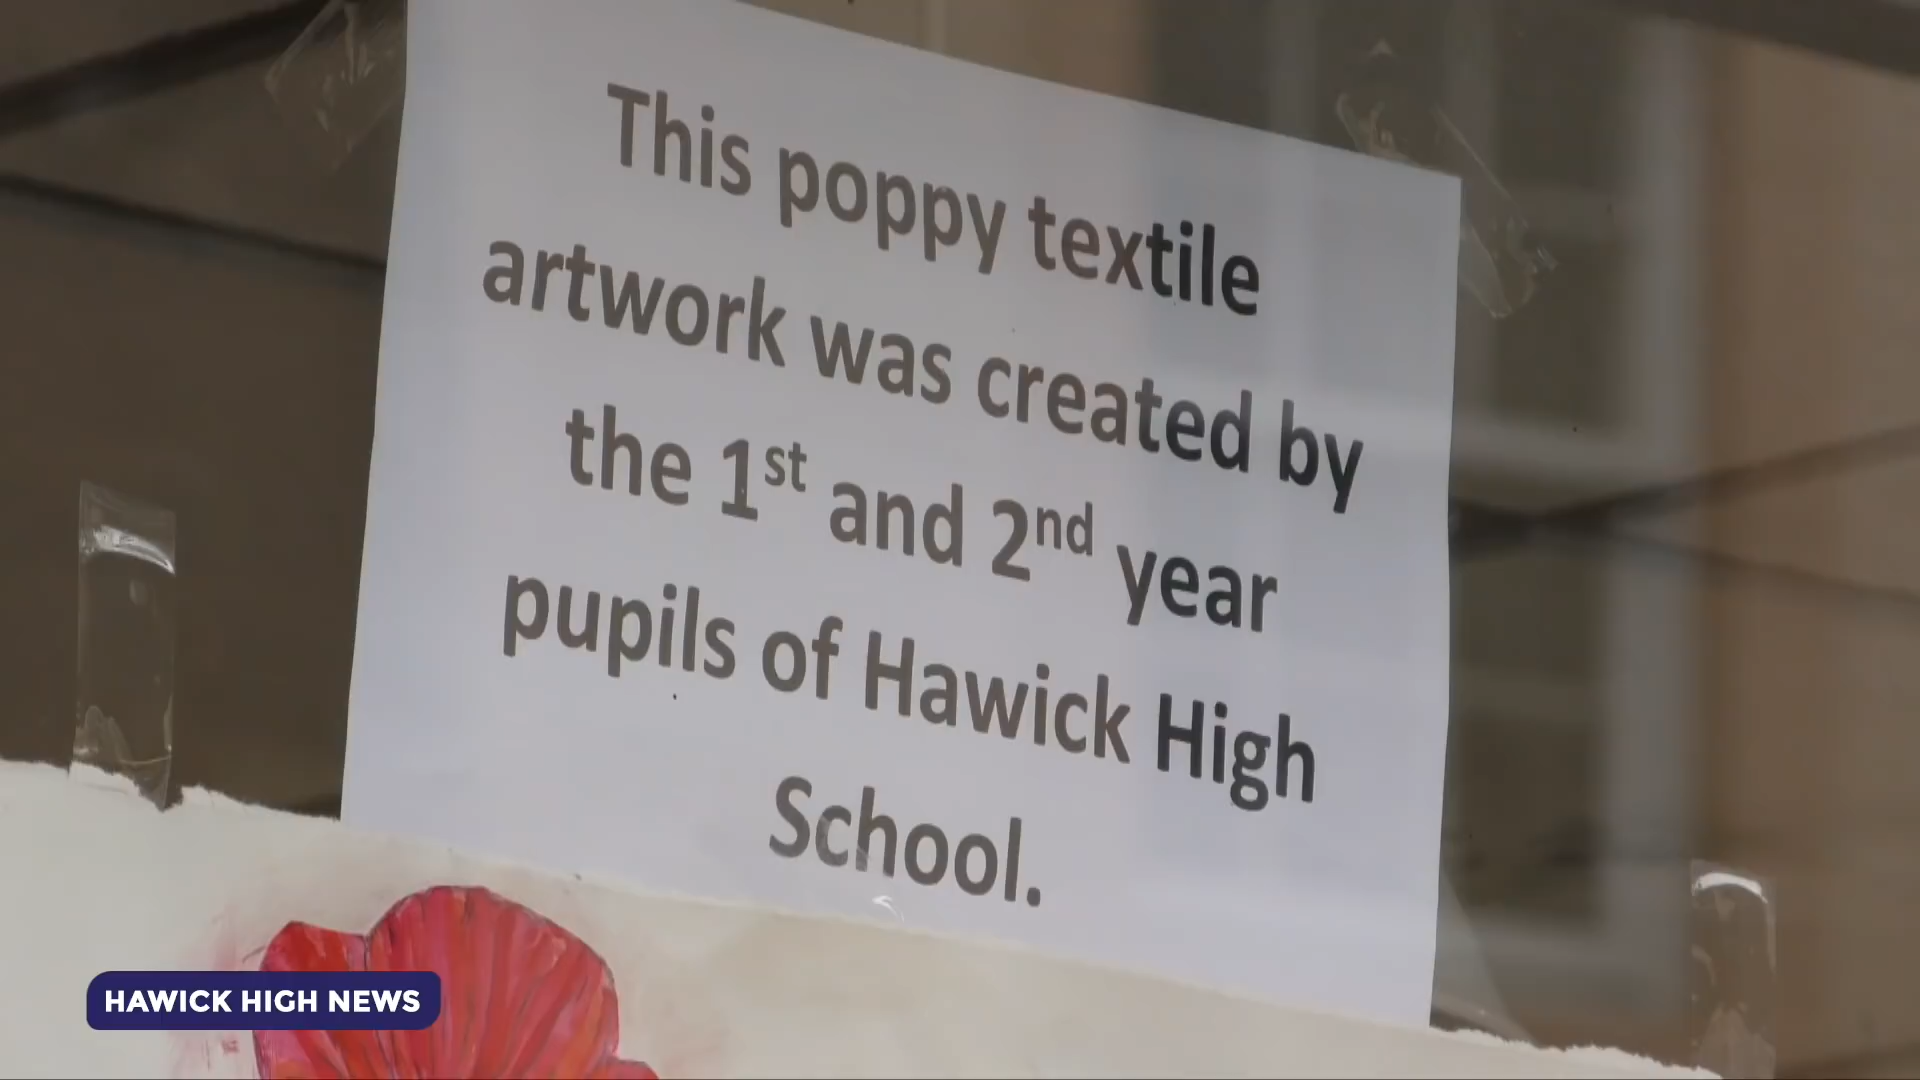 This poppy textile
artwork was created by
the 1st and 2nd year
pupils of Hawick High
School.
HAWICK HIGH NEWS